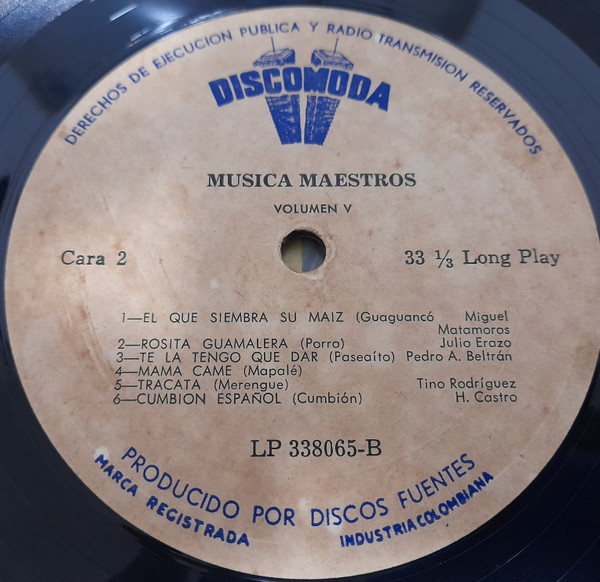 DERECHOS DE EJECUCION PUBLICA Y RADIO TRANSMISION RESERVADOS
DISCOMODA
MUSICA MAESTROS
VOLUMEN V
Cara 2
33 ⅓ Long Play
1—EL QUE SIEMBRA SU MAIZ (Guaguancó Miguel Matamoros
2—ROSITA GUAMALERA (Porro) Julio Erazo
3—TE LA TENGO QUE DAR (Paseaíto) Pedro A. Beltrán
4—MAMA CAME (Mapalé)
5—TRACATA (Merengue) Tino Rodríguez
6—CUMBION ESPAÑOL (Cumbión) H. Castro
LP 338065-B
PRODUCIDO POR DISCOS FUENTES
MARCA REGISTRADA
INDUSTRIA COLOMBIANA